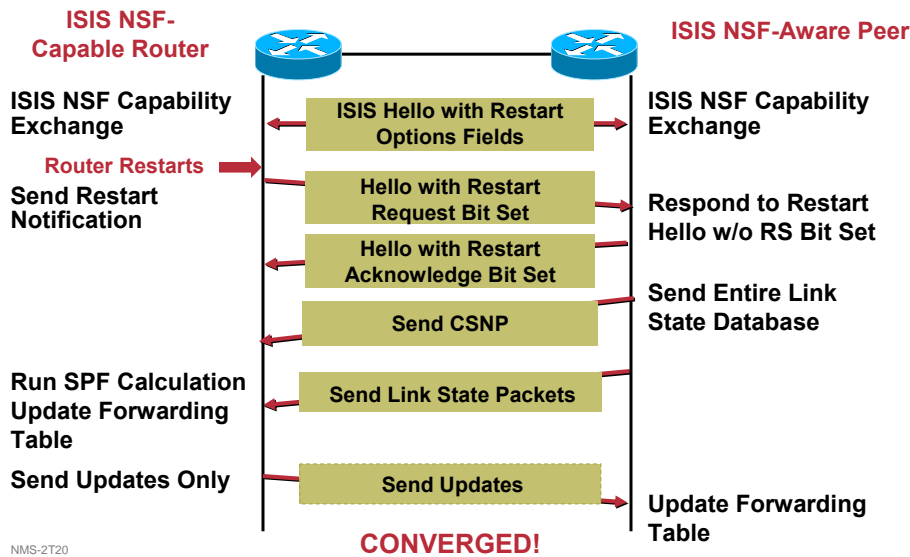 ISIS NSF-
Capable Router
ISIS NSF-Aware Peer
ISIS NSF Capability
Exchange
ISIS Hello with Restart
Options Fields
ISIS NSF Capability
Exchange
Router Restarts
Send Restart
Notification
Hello with Restart
Request Bit Set
Respond to Restart
Hello w/o RS Bit Set
Hello with Restart
Acknowledge Bit Set
Send Entire Link
State Database
Send CSNP
Run SPF Calculation
Update Forwarding
Table
Send Link State Packets
Send Updates Only
Send Updates
Update Forwarding
Table
CONVERGED!
NMS-2T20